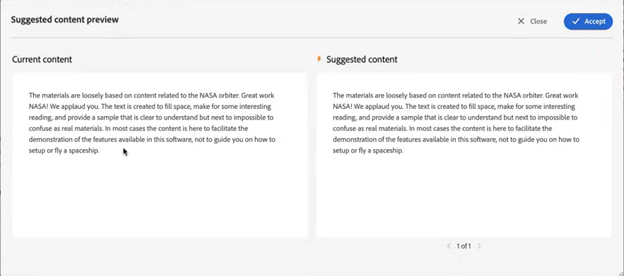 Suggested content preview
Close
Accept
Current content
The materials are loosely based on content related to the NASA orbiter. Great work
NASA! We applaud you. The text is created to fill space, make for some interesting
reading, and provide a sample that is clear to understand but next to impossible to
confuse as real materials. In most cases the content is here to facilitate the
demonstration of the features available in this software, not to guide you on how to
setup or fly a spaceship.
Suggested content
The materials are loosely based on content related to the NASA orbiter. Great work
NASA! We applaud you. The text is created to fill space, make for some interesting
reading, and provide a sample that is clear to understand but next to impossible to
confuse as real materials. In most cases the content is here to facilitate the
demonstration of the features available in this software, not to guide you on how to
setup or fly a spaceship.
1 of 1